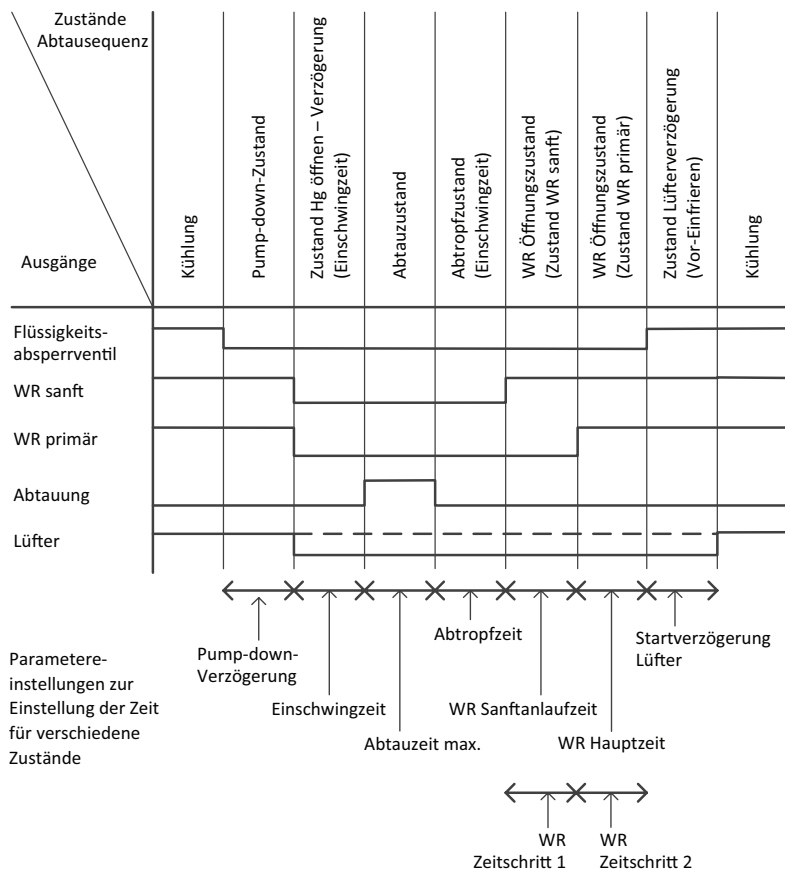 Zustände
Abtausequenz
Ausgänge
Kühlung
Pump-down-Zustand
Zustand Hg öffnen – Verzögerung
(Einschwingzeit)
Abtauzustand
Abtropfzustand
(Einschwingzeit)
WR Öffnungszustand
(Zustand WR sanft)
WR Öffnungszustand
(Zustand WR primär)
Zustand Lüfterverzögerung
(Vor-Einfrieren)
Kühlung
Flüssigkeits-
absperrventil
WR sanft
WR primär
Abtauung
Lüfter
Parametere-
instellungen zur
Einstellung der Zeit
für verschiedene
Zustände
Pump-down-
Verzögerung
Einschwingzeit
Abtauzeit max.
Abtropfzeit
WR Sanftanlaufzeit
WR Hauptzeit
Startverzögerung
Lüfter
WR
Zeitschritt 1
WR
Zeitschritt 2